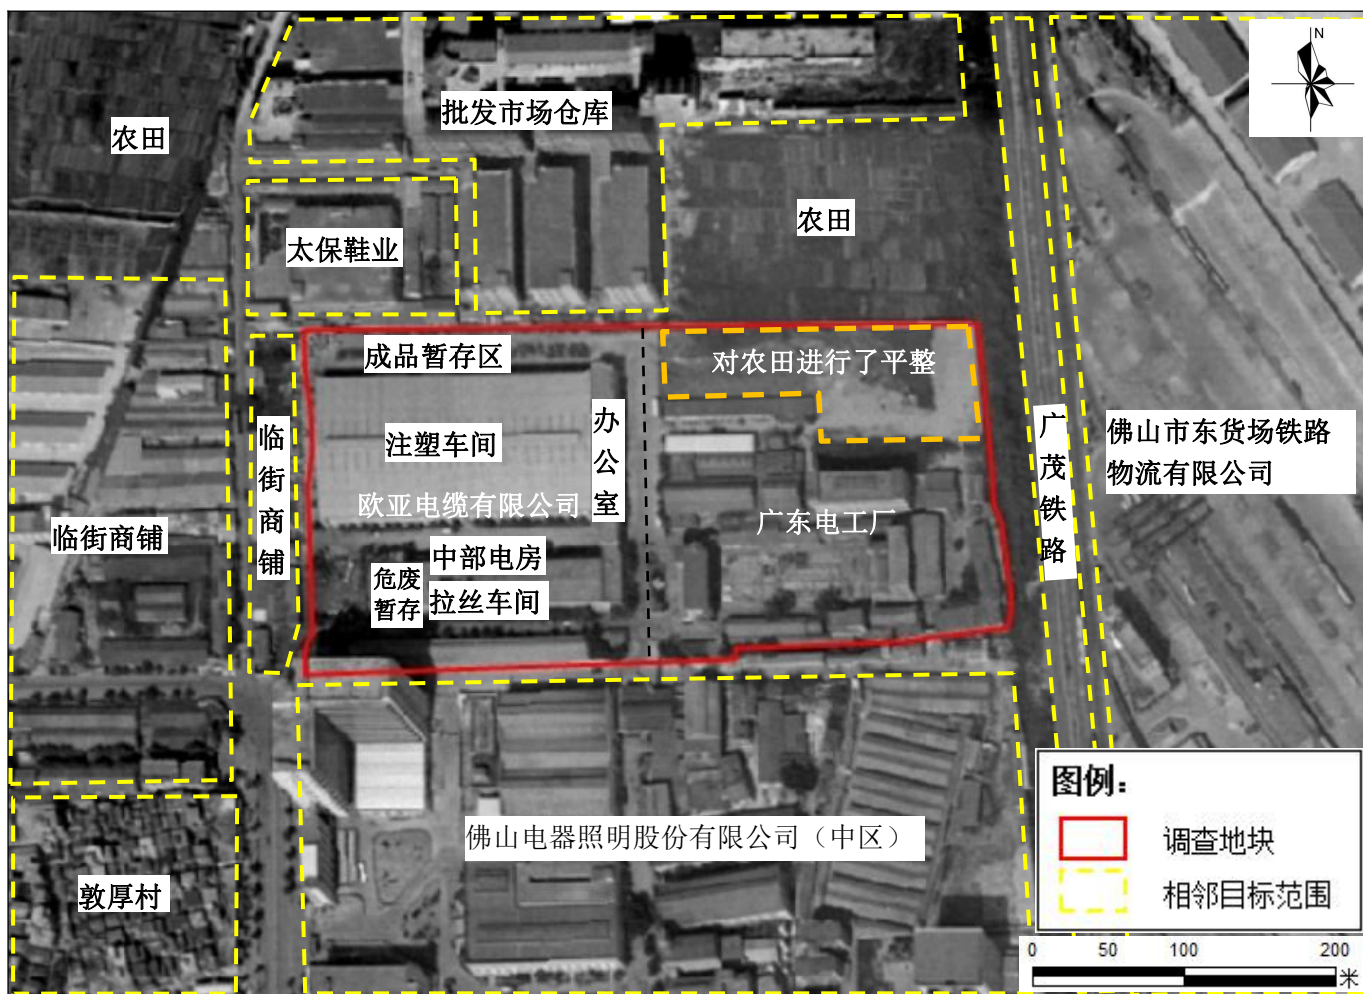 N
批发市场仓库
农田
农田
太保鞋业
成品暂存区
对农田进行了平整
办公室
临街商铺
注塑车间
广茂铁路
佛山市东货场铁路
物流有限公司
欧亚电缆有限公司
广东电工厂
临街商铺
中部电房
危废
暂存
拉丝车间
图例：
调查地块
相邻目标范围
佛山电器照明股份有限公司（中区）
敦厚村
0 50 100 200
米